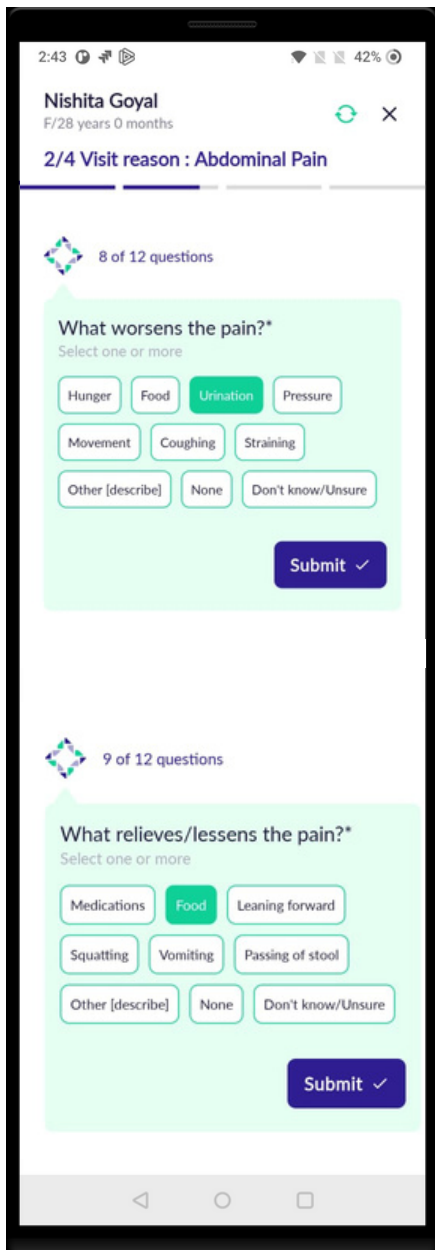 2:43 42%
Nishita Goyal
F/28 years 0 months
2/4 Visit reason : Abdominal Pain
8 of 12 questions
What worsens the pain?*
Select one or more
Hunger Food Urination Pressure
Movement Coughing Straining
Other [describe] None Don't know/Unsure
Submit
9 of 12 questions
What relieves/lessens the pain?*
Select one or more
Medications Food Leaning forward
Squatting Vomiting Passing of stool
Other [describe] None Don't know/Unsure
Submit